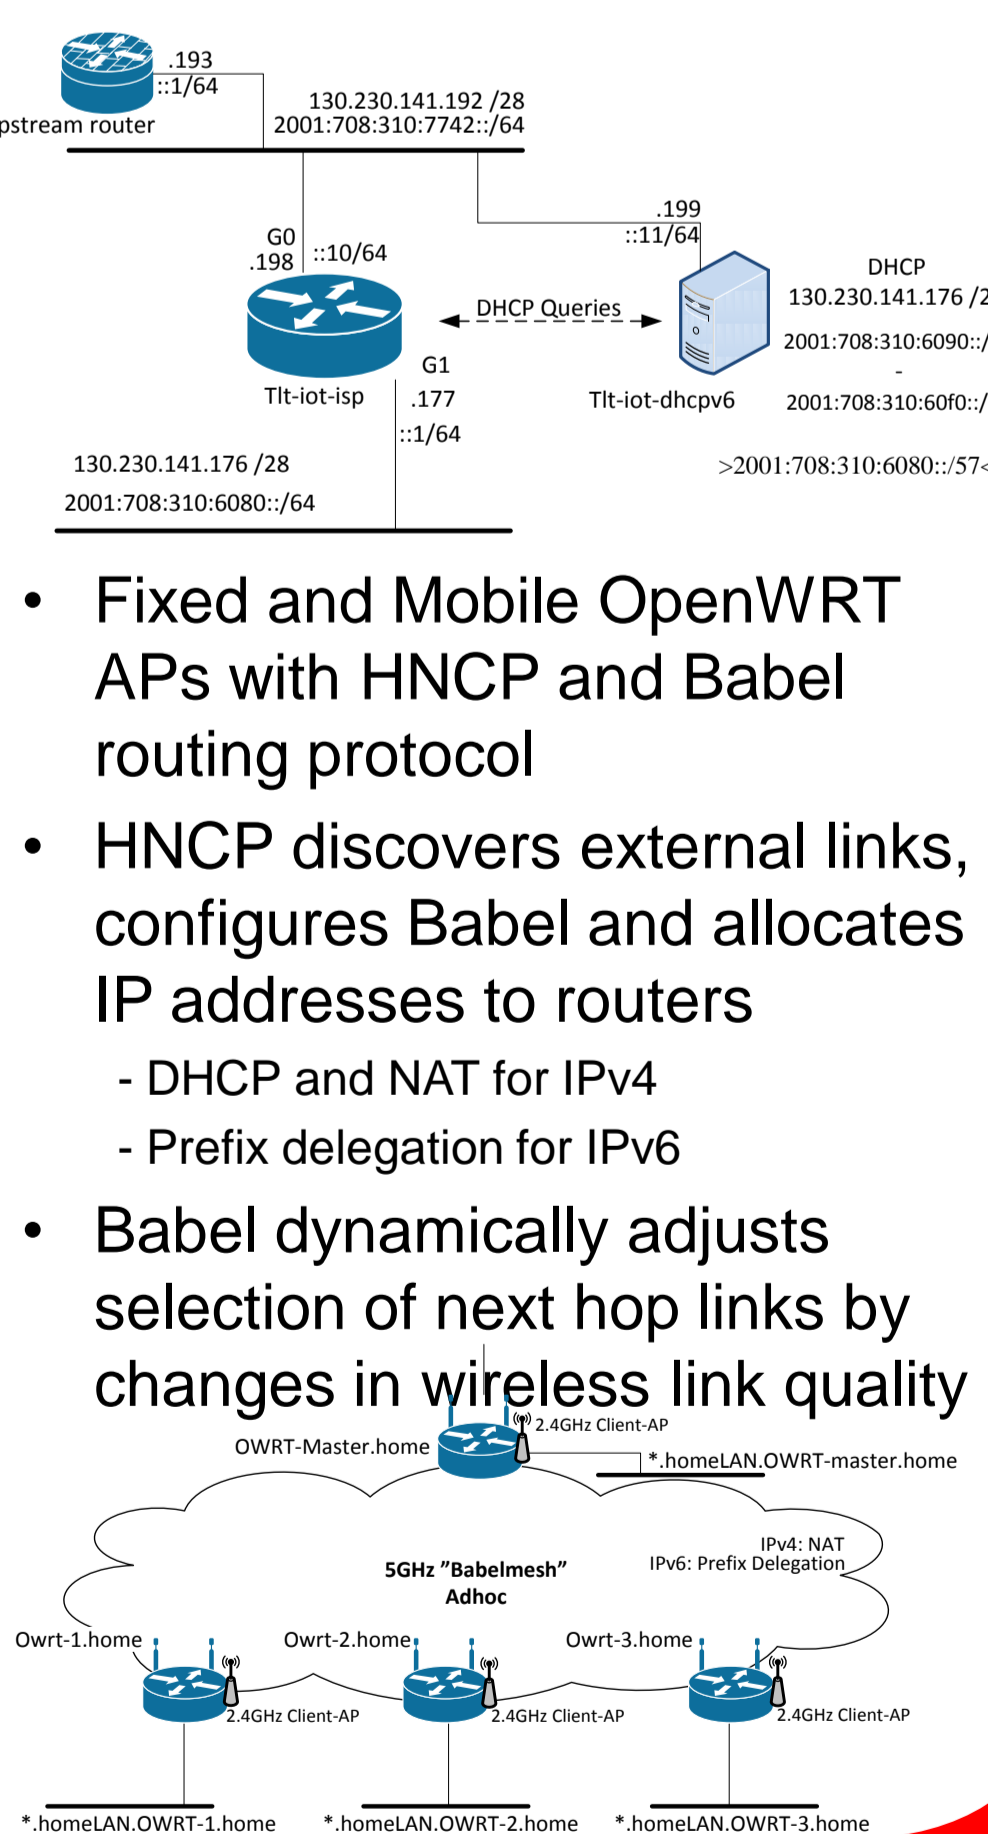 .193
::1/64
pstream router
130.230.141.192 /28
2001:708:310:7742::/64
.199
::11/64
G0
.198
::10/64
DHCP
130.230.141.176 /2
2001:708:310:6090::/
-
2001:708:310:60f0::/
DHCP Queries
G1
.177
::1/64
Tlt-iot-isp
Tlt-iot-dhcpv6
>2001:708:310:6080::/57<
130.230.141.176 /28
2001:708:310:6080::/64
• Fixed and Mobile OpenWRT
APs with HNCP and Babel
routing protocol
• HNCP discovers external links,
configures Babel and allocates
IP addresses to routers
- DHCP and NAT for IPv4
- Prefix delegation for IPv6
• Babel dynamically adjusts
selection of next hop links by
changes in wireless link quality
2.4GHz Client-AP
OWRT-Master.home
*.homeLAN.OWRT-master.home
IPv4: NAT
IPv6: Prefix Delegation
5GHz ”Babelmesh”
Adhoc
Owrt-1.home
Owrt-2.home
Owrt-3.home
2.4GHz Client-AP
2.4GHz Client-AP
2.4GHz Client-AP
*.homeLAN.OWRT-1.home
*.homeLAN.OWRT-2.home
*.homeLAN.OWRT-3.home